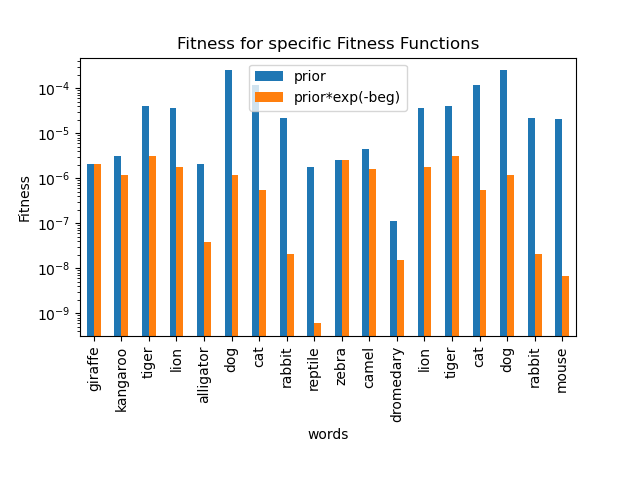 Fitness for specific Fitness Functions
prior
prior*exp(-beg)
Fitness
10⁻⁴
10⁻⁵
10⁻⁶
10⁻⁷
10⁻⁸
10⁻⁹
giraffe
kangaroo
tiger
lion
alligator
dog
cat
rabbit
reptile
zebra
camel
dromedary
lion
tiger
cat
dog
rabbit
mouse
words